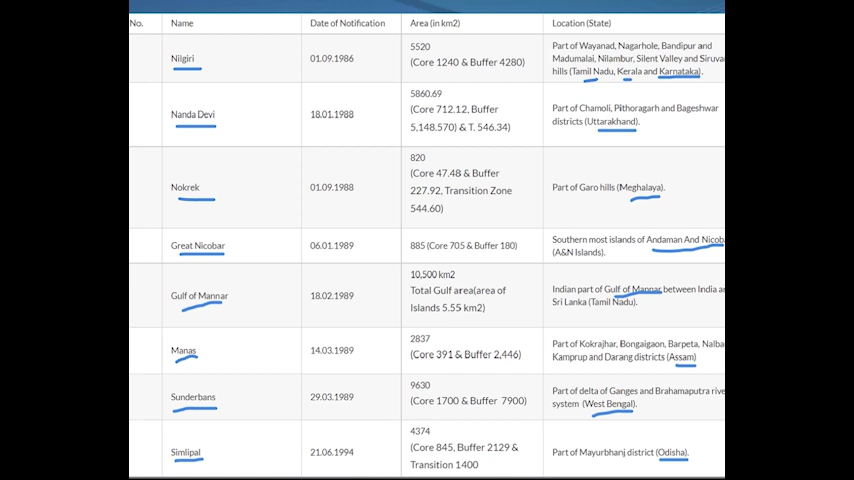 No. Name Date of Notification Area (in km2) Location (State)
5520
Part of Wayanad, Nagarhole, Bandipur and
Nilgiri 01.09.1986 (Core 1240 & Buffer 4280) Madumalai, Nilambur, Silent Valley and Siruva
hills (Tamil Nadu, Kerala and Karnataka).
5860.69
(Core 712.12, Buffer Part of Chamoli, Pithoragarh and Bageshwar
Nanda Devi 18.01.1988
5,148.570) & T. 546.34) districts (Uttarakhand).
820
(Core 47.48 & Buffer
Nokrek 01.09.1988 227.92, Transition Zone Part of Garo hills (Meghalaya).
544.60)
Southern most islands of Andaman And Nicoba
Great Nicobar 06.01.1989 885 (Core 705 & Buffer 180)
(A&N Islands).
10,500 km2
Total Gulf area(area of Indian part of Gulf of Mannar between India an
Gulf of Mannar 18.02.1989
Islands 5.55 km2) Sri Lanka (Tamil Nadu).
2837
Part of Kokrajhar, Bongaigaon, Barpeta, Nalba
Manas 14.03.1989 (Core 391 & Buffer 2,446) Kamprup and Darang districts (Assam)
9630
Part of delta of Ganges and Brahamaputra rive
Sunderbans 29.03.1989 (Core 1700 & Buffer 7900) system (West Bengal).
4374
(Core 845, Buffer 2129 &
Simlipal 21.06.1994 Part of Mayurbhanj district (Odisha).
Transition 1400